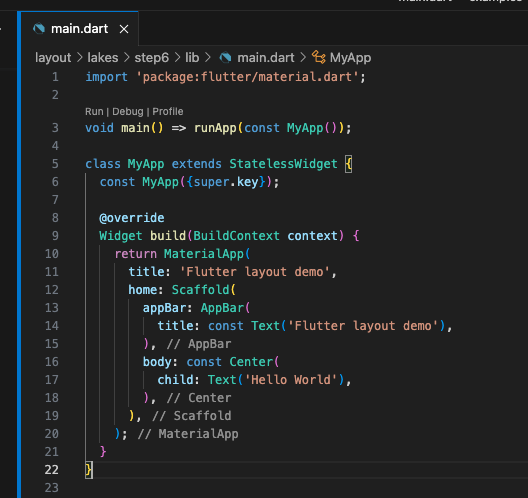 main.dart
layout > lakes > step6 > lib > main.dart > MyApp
1 import 'package:flutter/material.dart';
2
Run | Debug | Profile
3 void main() => runApp(const MyApp());
4
5 class MyApp extends StatelessWidget {
6   const MyApp({super.key});
7
8   @override
9   Widget build(BuildContext context) {
10     return MaterialApp(
11       title: 'Flutter layout demo',
12       home: Scaffold(
13         appBar: AppBar(
14           title: const Text('Flutter layout demo'),
15         ), // AppBar
16         body: const Center(
17           child: Text('Hello World'),
18         ), // Center
19       ), // Scaffold
20     ); // MaterialApp
21   }
22 }
23